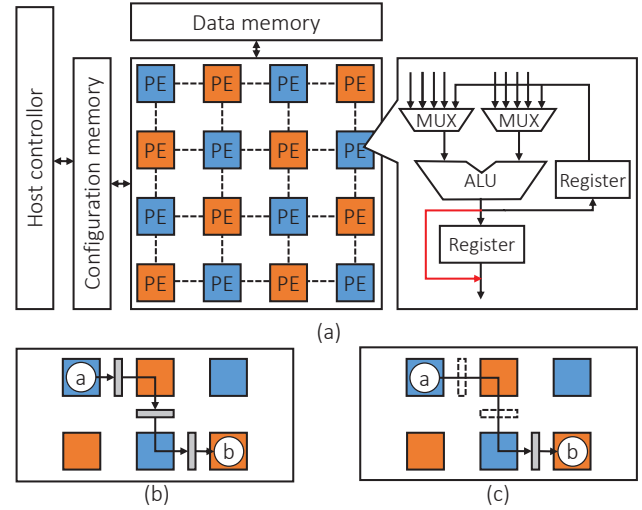 Data memory
Host controllor
Configuration memory
PE PE PE PE
PE PE PE PE
PE PE PE PE
PE PE PE PE
MUX MUX
ALU
Register
Register
(a)
a
b
(b)
a
b
(c)